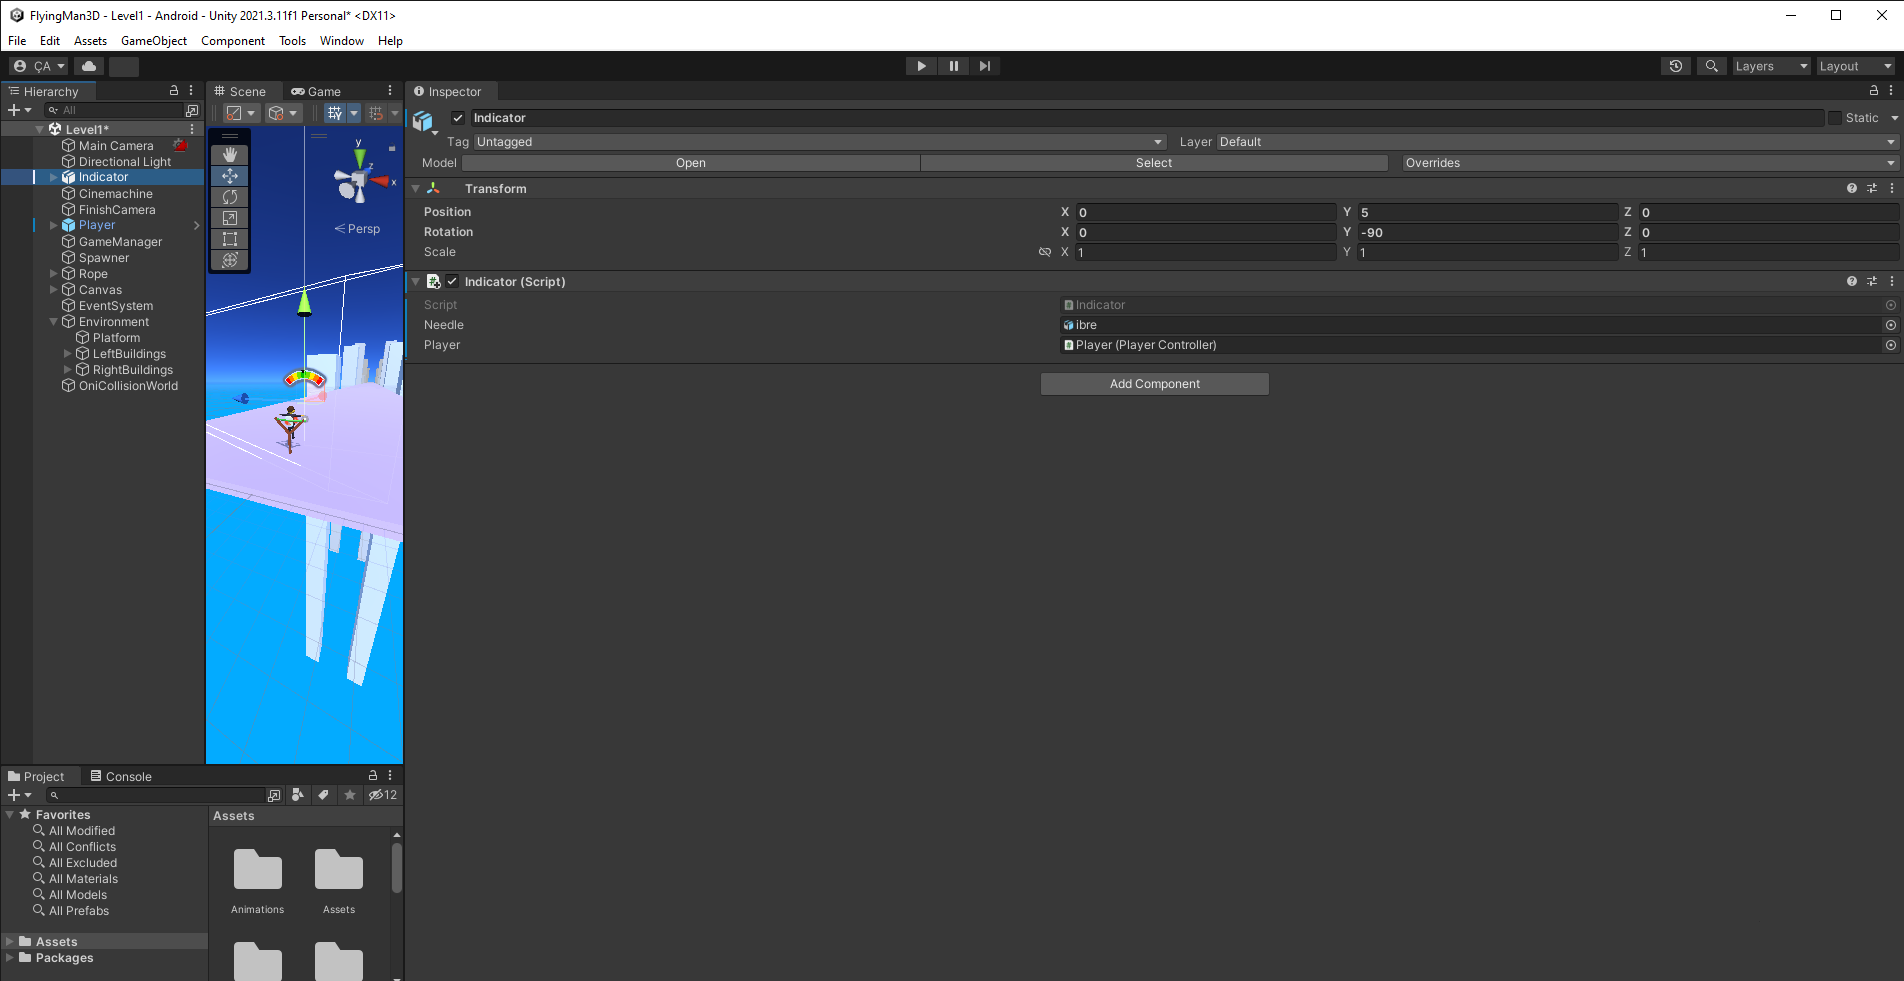 FlyingMan3D - Level1 - Android - Unity 2021.3.11f1 Personal* <DX11>
File Edit Assets GameObject Component Tools Window Help
ÇA
Layers Layout
Hierarchy
All
Level1*
Main Camera
Directional Light
Indicator
Cinemachine
FinishCamera
Player
GameManager
Spawner
Rope
Canvas
EventSystem
Environment
Platform
LeftBuildings
RightBuildings
OniCollisionWorld
Scene Game
Y
y
z
x
Persp
Inspector
Indicator Static
Tag Untagged Layer Default
Model Open Select Overrides
Transform
Position X 0 Y 5 Z 0
Rotation X 0 Y -90 Z 0
Scale X 1 Y 1 Z 1
Indicator (Script)
Script Indicator
Needle ibre
Player Player (Player Controller)
Add Component
Project Console
12
Favorites
All Modified
All Conflicts
All Excluded
All Materials
All Models
All Prefabs
Assets
Packages
Assets
Animations Assets